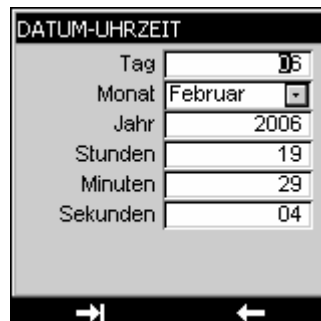 DATUM-UHRZEIT
Tag 06
Monat Februar
Jahr 2006
Stunden 19
Minuten 29
Sekunden 04